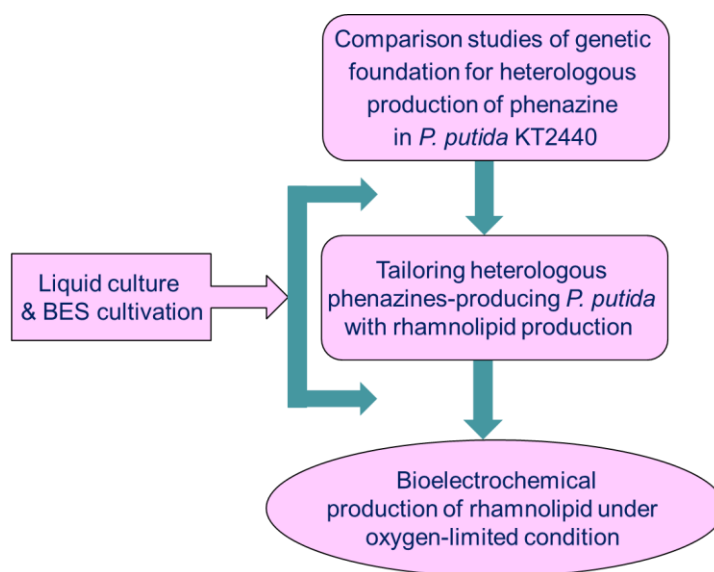 Comparison studies of genetic
foundation for heterologous
production of phenazine
in P. putida KT2440
Liquid culture
& BES cultivation
Tailoring heterologous
phenazines-producing P. putida
with rhamnolipid production
Bioelectrochemical
production of rhamnolipid under
oxygen-limited condition